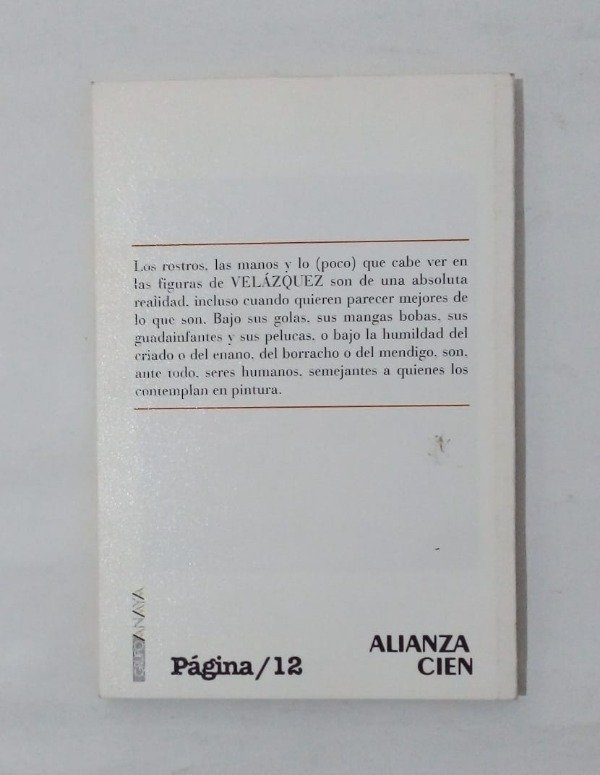 Los rostros, las manos y lo (poco) que cabe ver en
las figuras de VELÁZQUEZ son de una absoluta
realidad, incluso cuando quieren parecer mejores de
lo que son. Bajo sus golas, sus mangas bobas, sus
guadainfantes y sus pelucas, o bajo la humildad del
criado o del enano, del borracho o del mendigo, son,
ante todo, seres humanos, semejantes a quienes los
contemplan en pintura.
GRUPO ANAYA
Página/12
ALIANZA
CIEN